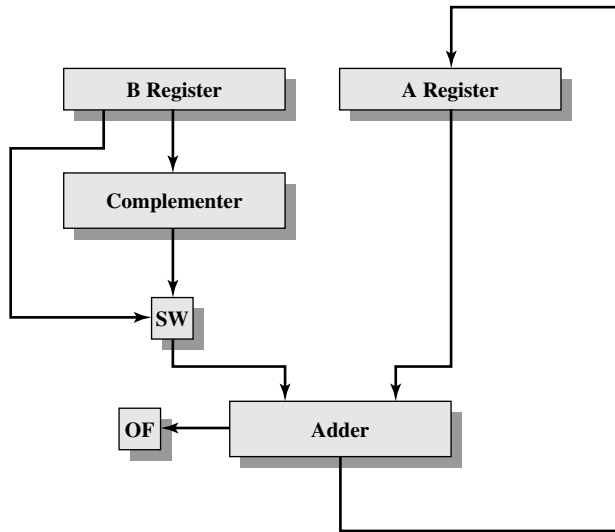 B Register
A Register
Complementer
SW
OF
Adder